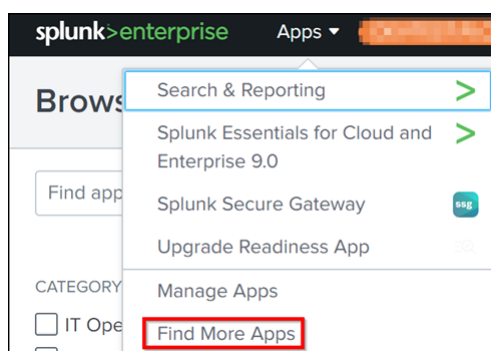 splunk>enterprise Apps
Brows
Search & Reporting
Splunk Essentials for Cloud and
Enterprise 9.0
Find app
Splunk Secure Gateway
ssg
Upgrade Readiness App
CATEGORY
Manage Apps
IT Ope
Find More Apps